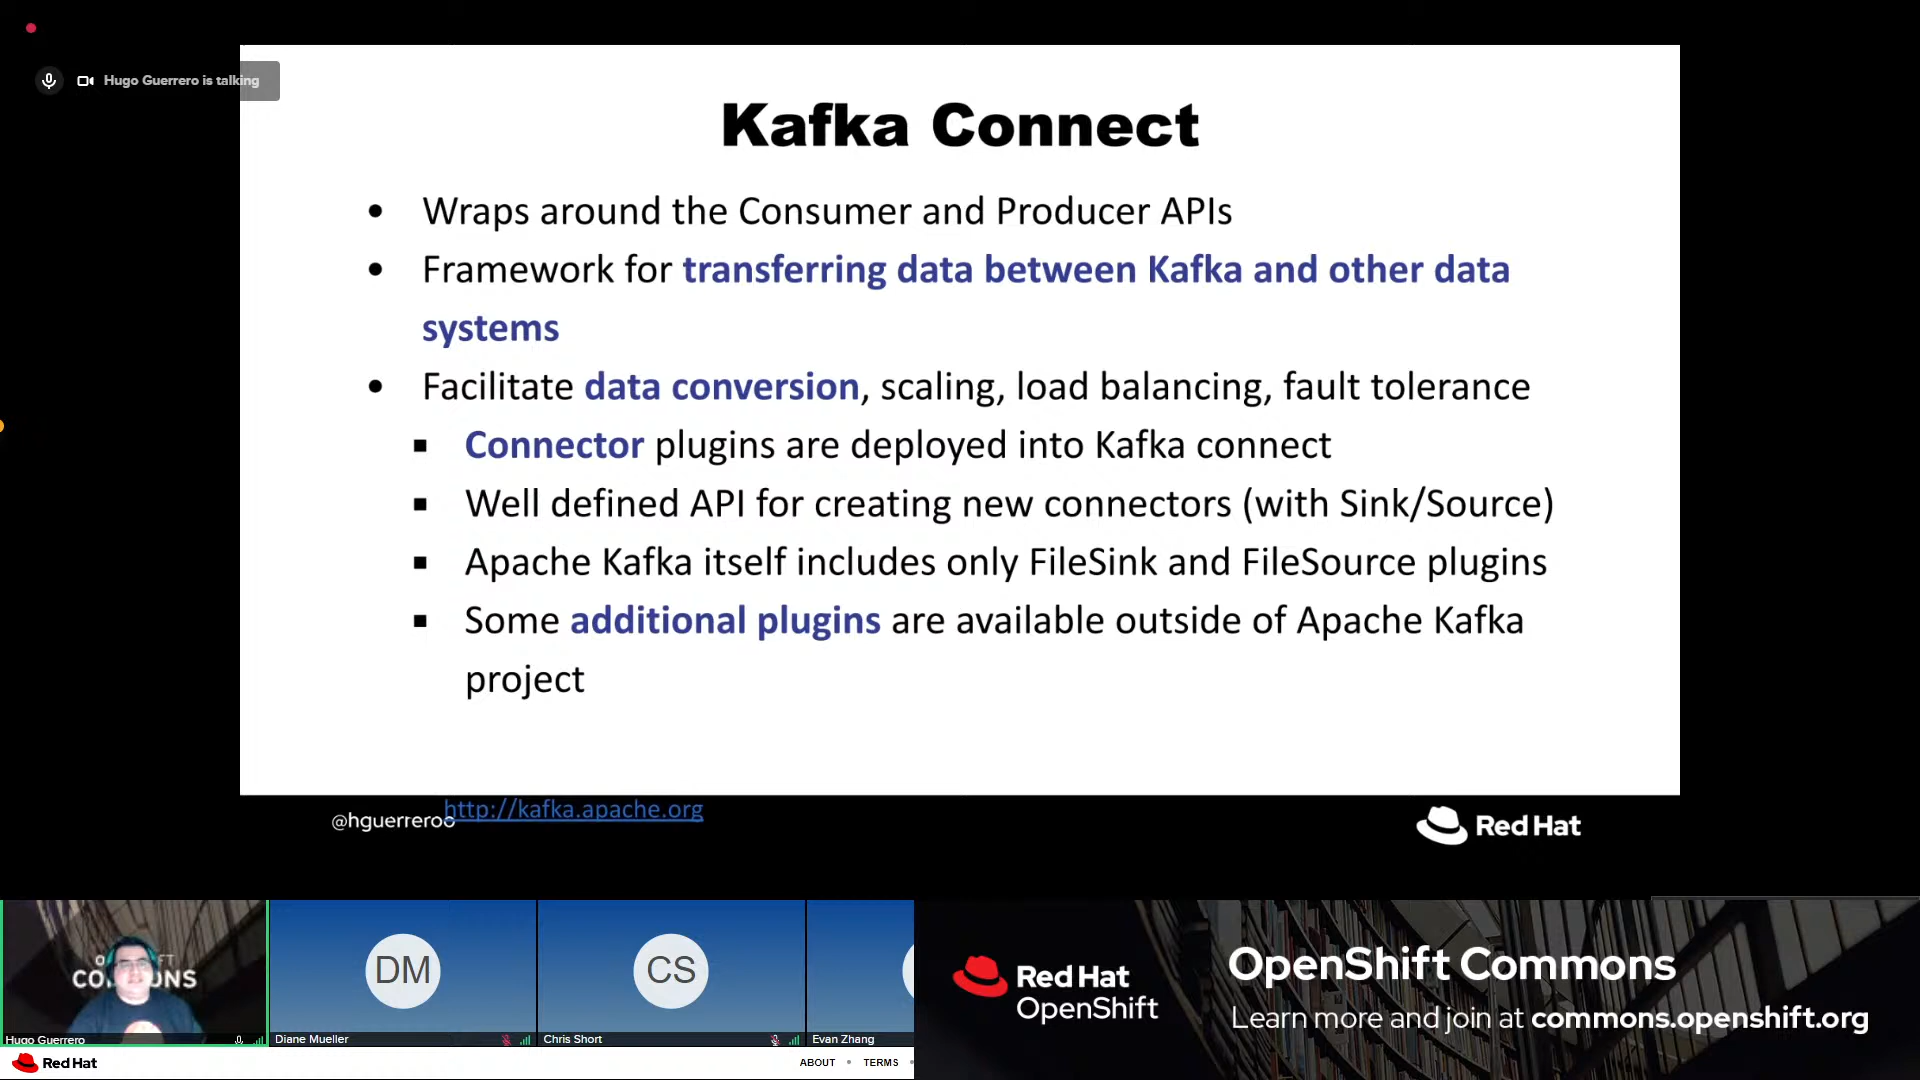 Hugo Guerrero is talking
Kafka Connect
• Wraps around the Consumer and Producer APIs
• Framework for transferring data between Kafka and other data
systems
• Facilitate data conversion, scaling, load balancing, fault tolerance
▪ Connector plugins are deployed into Kafka connect
▪ Well defined API for creating new connectors (with Sink/Source)
▪ Apache Kafka itself includes only FileSink and FileSource plugins
▪ Some additional plugins are available outside of Apache Kafka
project
@hguerreroo
http://kafka.apache.org
Red Hat
COMMONS
Hugo Guerrero
DM
Diane Mueller
CS
Chris Short
Evan Zhang
Red Hat
ABOUT • TERMS
Red Hat
OpenShift
OpenShift Commons
Learn more and join at commons.openshift.org